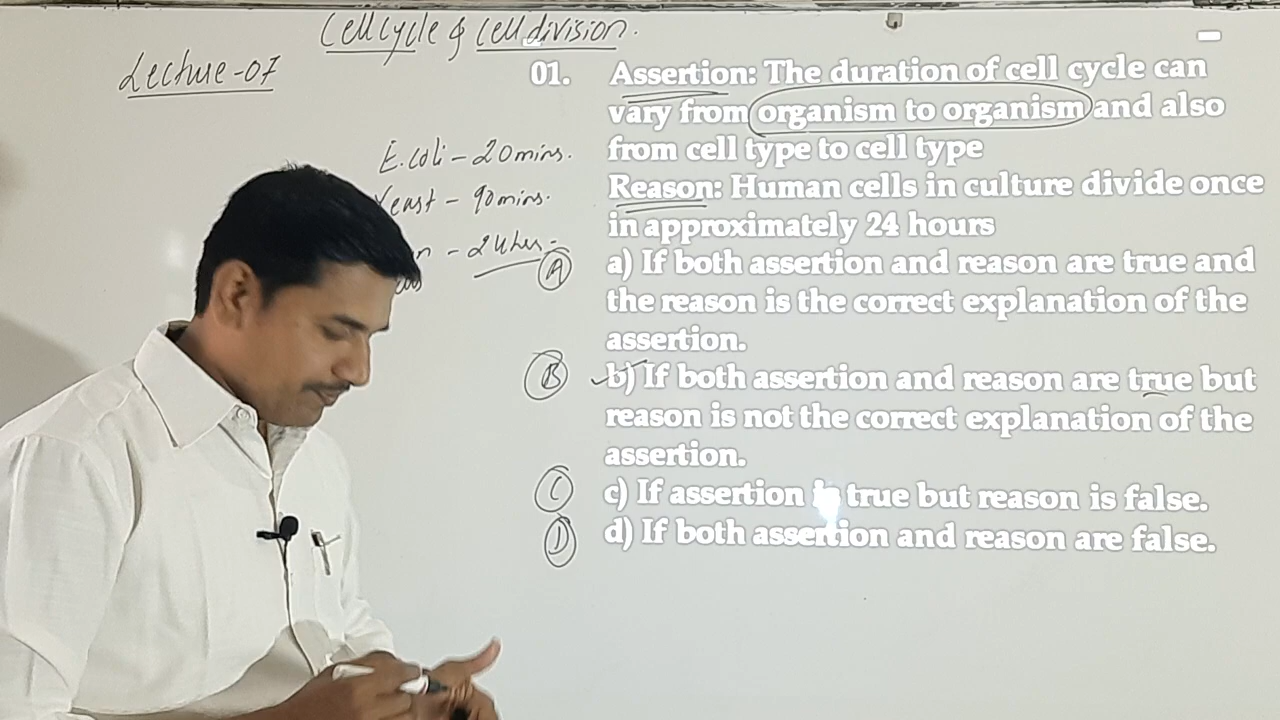 Cell Cycle & Cell division.
Lecture-07
E.coli - 20mins.
Yeast - 90mins.
- 24hrs.
01. Assertion: The duration of cell cycle can
vary from organism to organism and also
from cell type to cell type
Reason: Human cells in culture divide once
in approximately 24 hours
A
a) If both assertion and reason are true and
the reason is the correct explanation of the
assertion.
B
b) If both assertion and reason are true but
reason is not the correct explanation of the
assertion.
C
c) If assertion is true but reason is false.
D
d) If both assertion and reason are false.